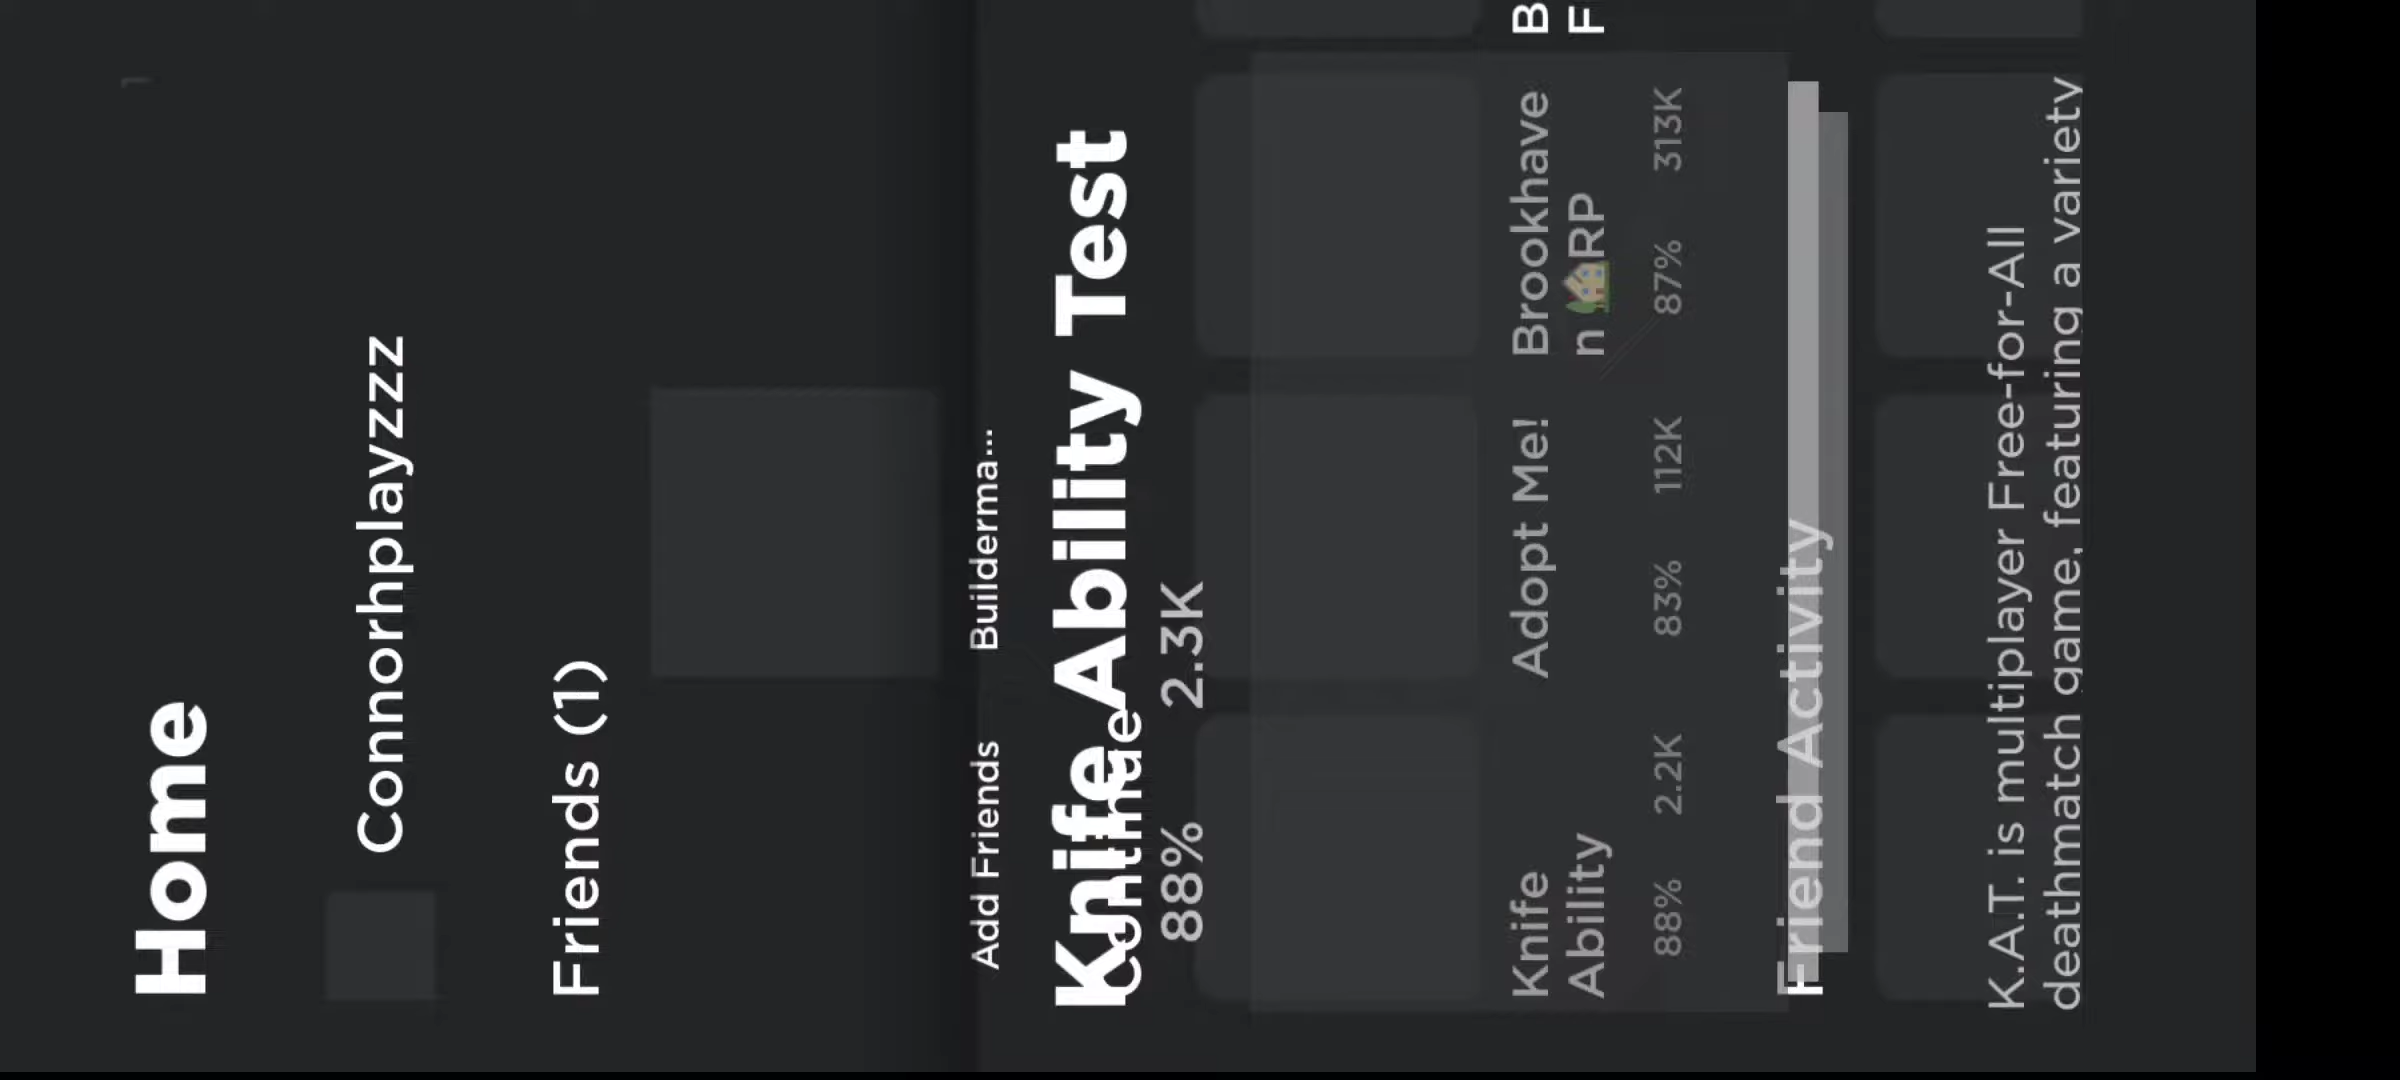 Home
Connorhplayzzz
Friends (1)
Add Friends
Builderma...
Knife Ability Test
Continue
88% 2.3K
Knife
Ability
88% 2.2K
Adopt Me!
83% 112K
Brookhave
n 🏡RP
87% 313K
B
F
Friend Activity
K.A.T. is multiplayer Free-for-All
deathmatch game, featuring a variety